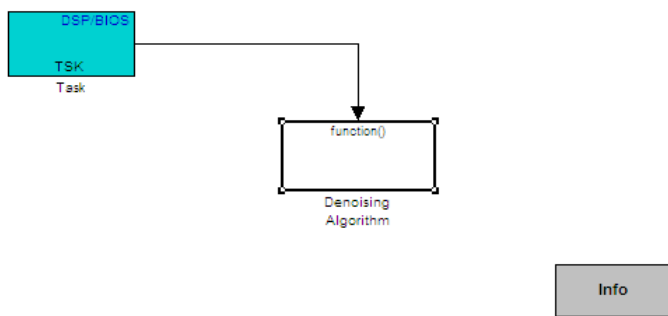 DSP/BIOS
TSK
Task
function()
Denoising
Algorithm
Info